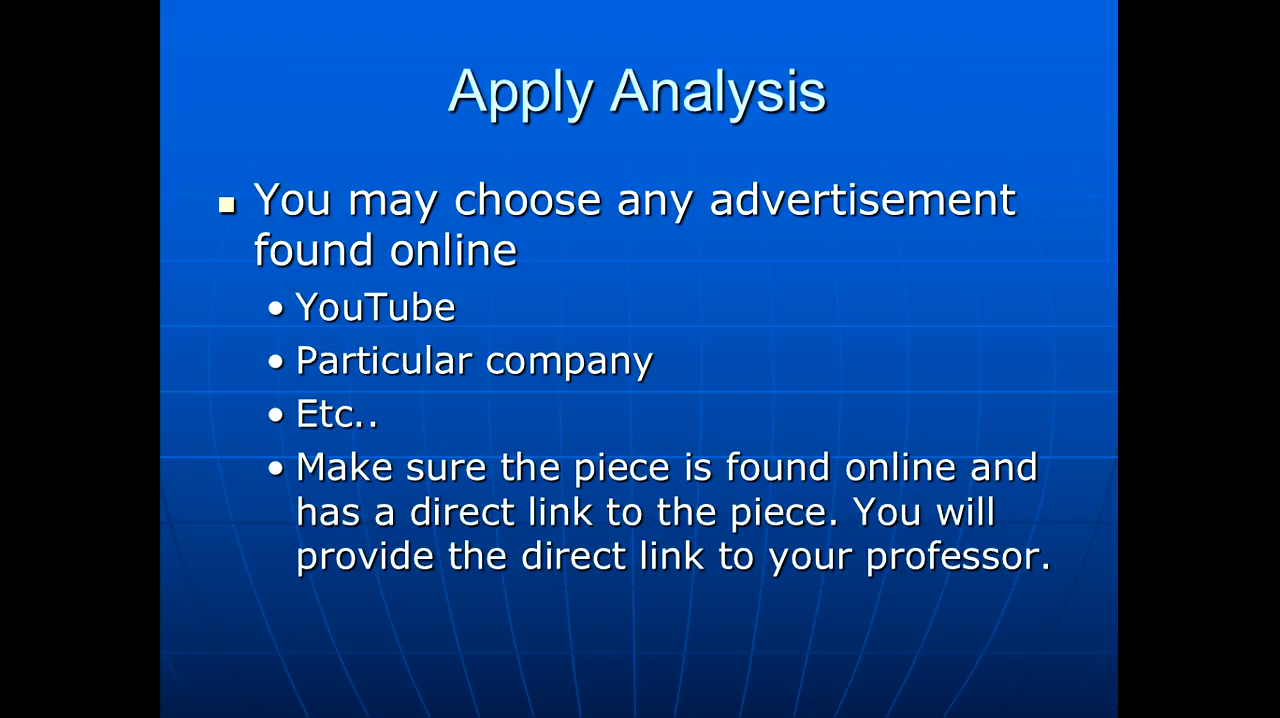 Apply Analysis
You may choose any advertisement
found online
YouTube
Particular company
Etc..
Make sure the piece is found online and
has a direct link to the piece. You will
provide the direct link to your professor.